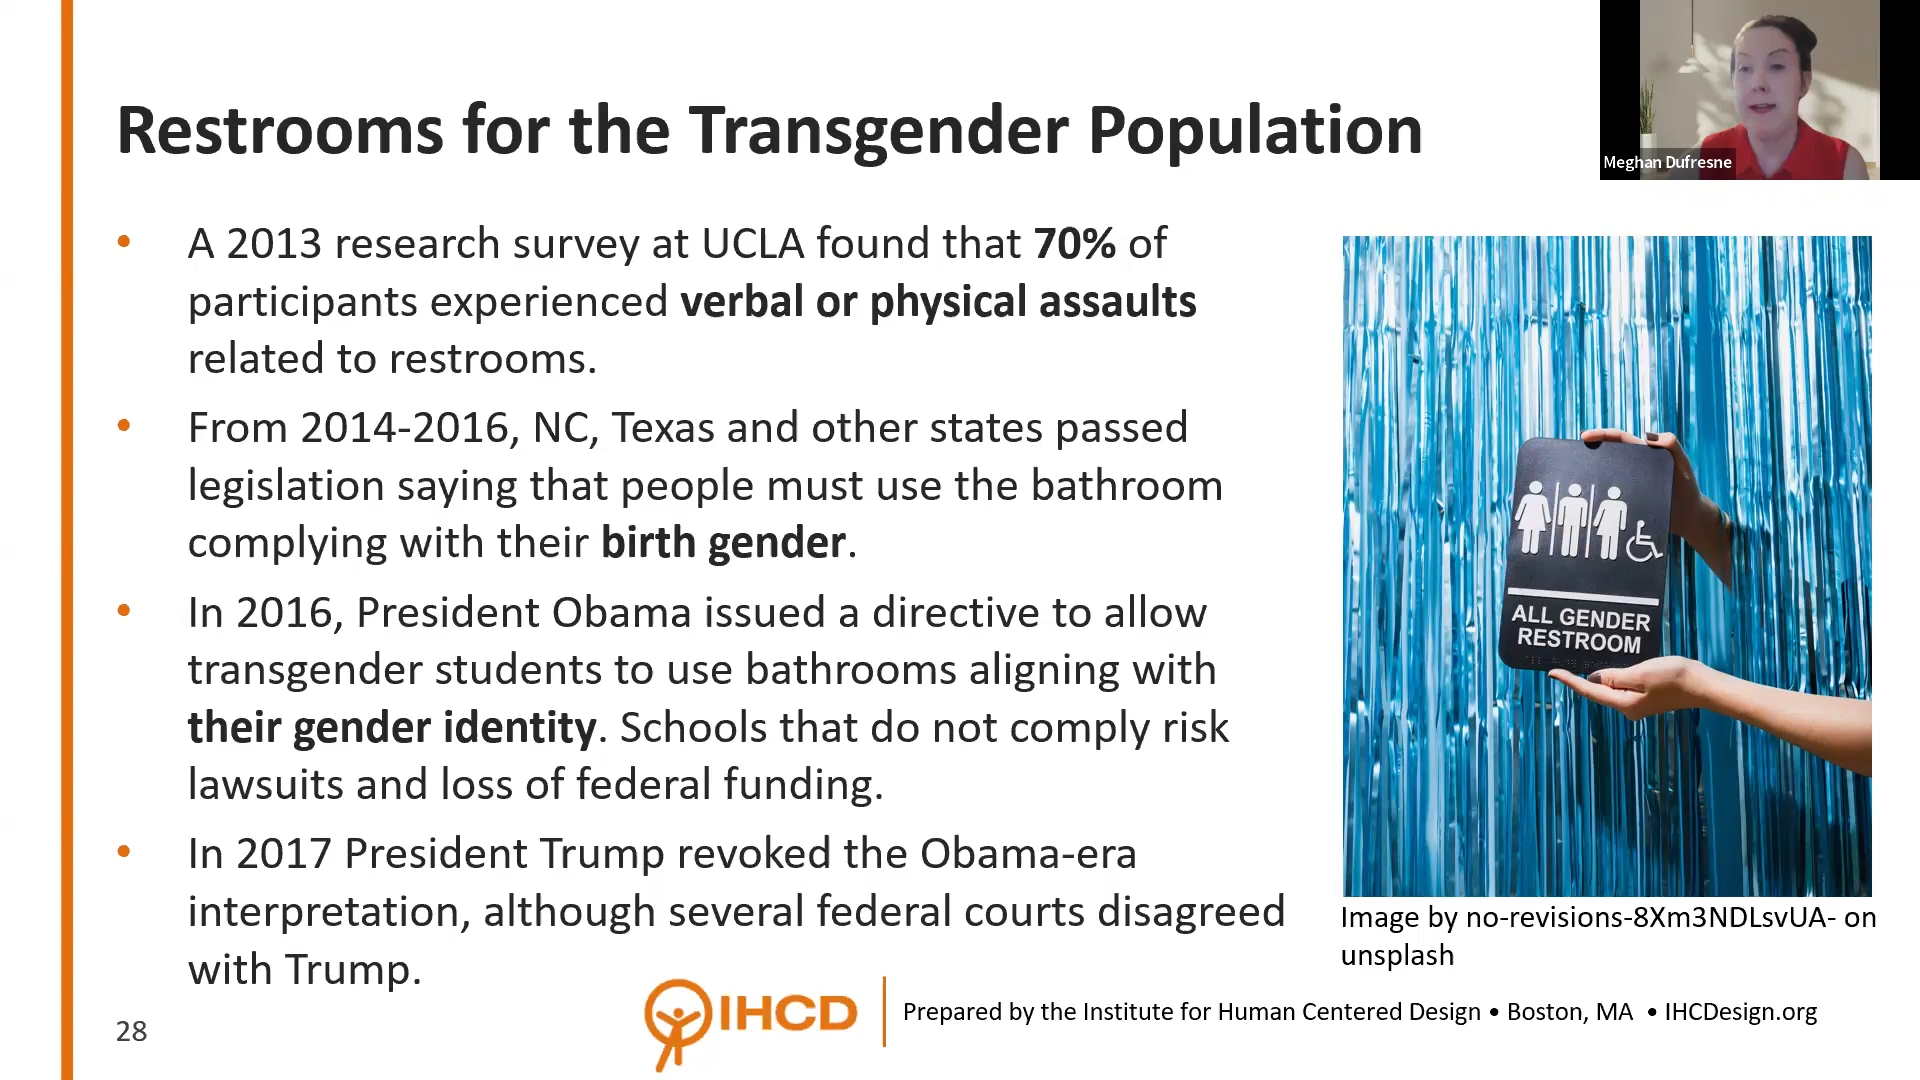 Restrooms for the Transgender Population
Meghan Dufresne
• A 2013 research survey at UCLA found that 70% of
participants experienced verbal or physical assaults
related to restrooms.
• From 2014-2016, NC, Texas and other states passed
legislation saying that people must use the bathroom
complying with their birth gender.
• In 2016, President Obama issued a directive to allow
transgender students to use bathrooms aligning with
their gender identity. Schools that do not comply risk
lawsuits and loss of federal funding.
• In 2017 President Trump revoked the Obama-era
interpretation, although several federal courts disagreed
with Trump.
ALL GENDER
RESTROOM
Image by no-revisions-8Xm3NDLsvUA- on
unsplash
28
IHCD
Prepared by the Institute for Human Centered Design • Boston, MA • IHCDesign.org